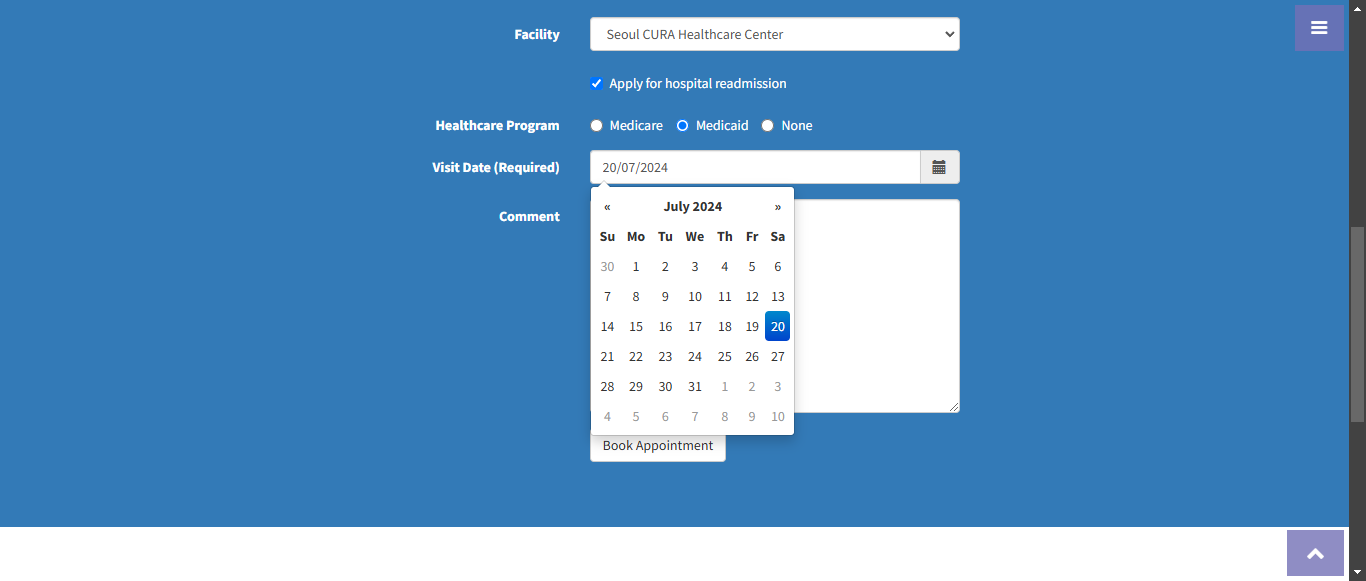 Facility Seoul CURA Healthcare Center
Apply for hospital readmission
Healthcare Program Medicare Medicaid None
Visit Date (Required) 20/07/2024
Comment
« July 2024 »
Su Mo Tu We Th Fr Sa
30 1 2 3 4 5 6
7 8 9 10 11 12 13
14 15 16 17 18 19 20
21 22 23 24 25 26 27
28 29 30 31 1 2 3
4 5 6 7 8 9 10
Book Appointment